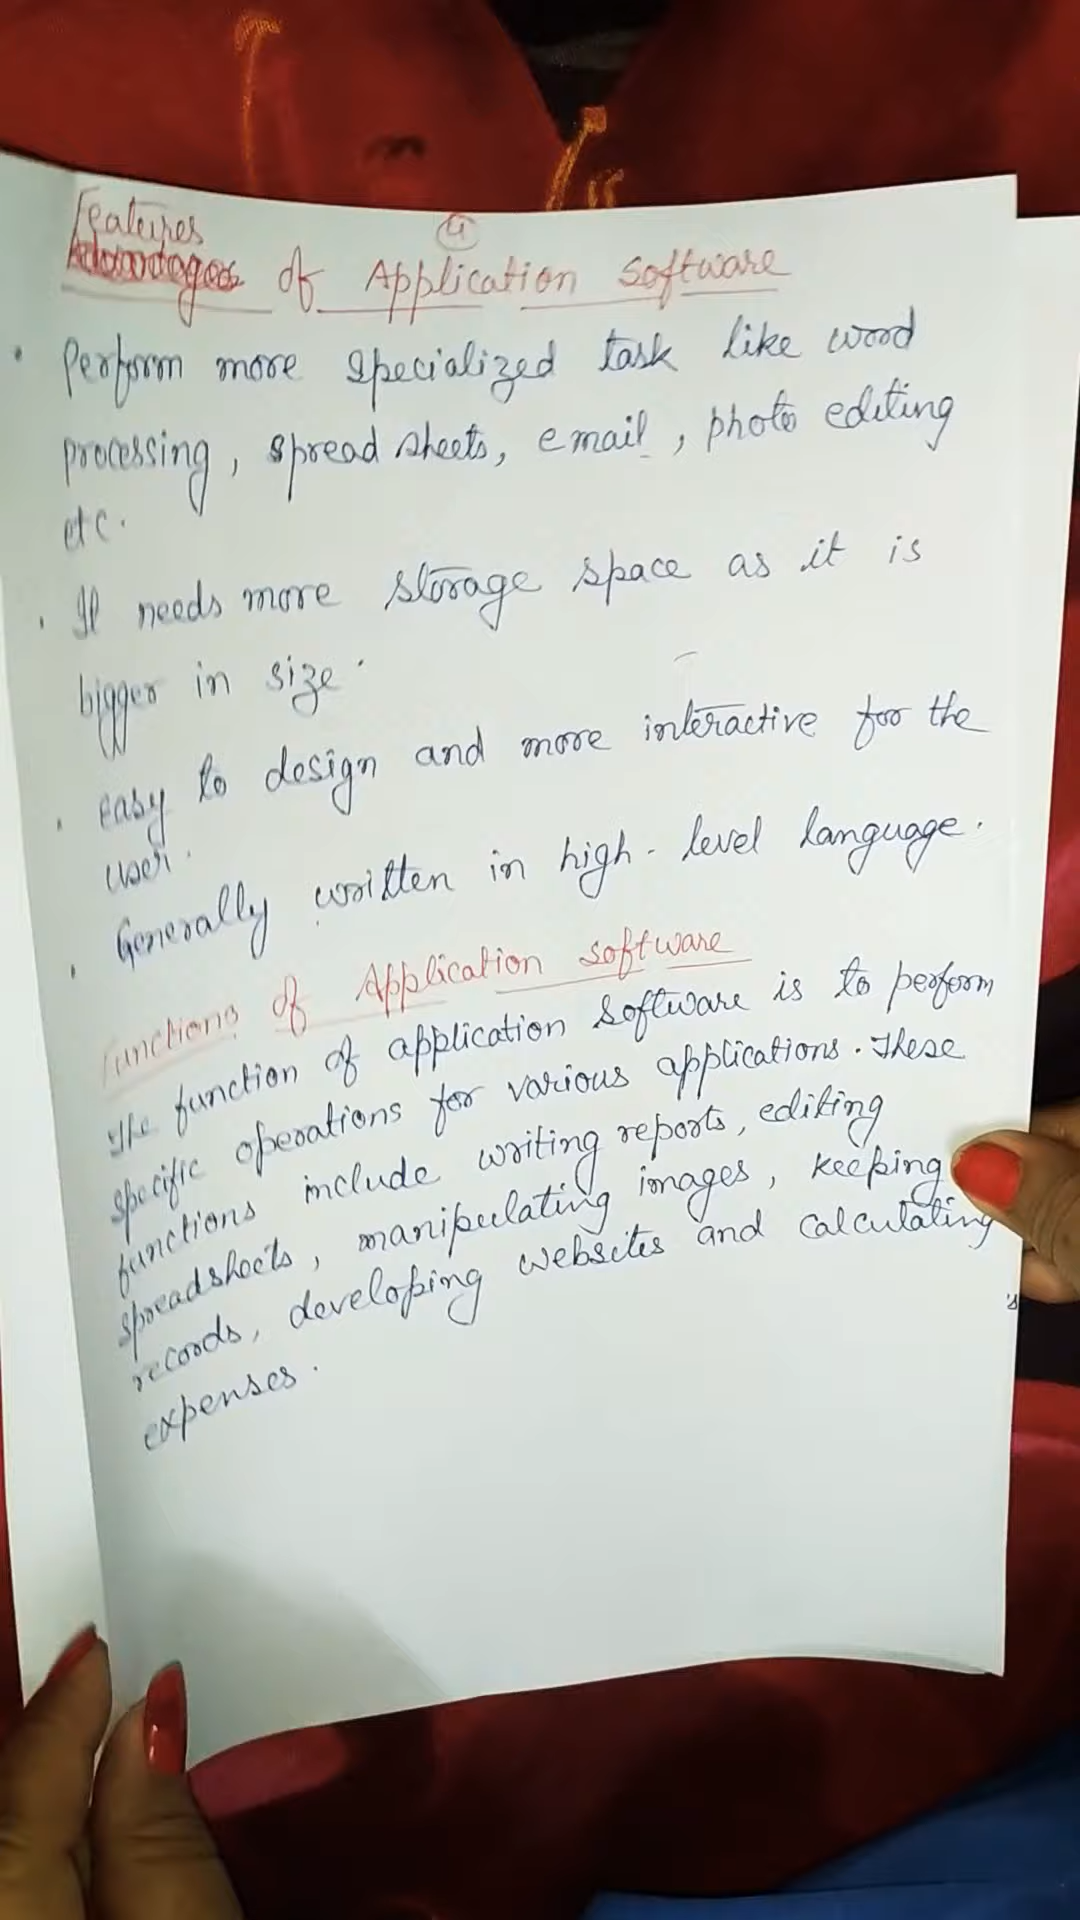 4
Features
of Application Software
• Perform more specialized task like word
processing, spread sheets, email, photo editing
etc.
• It needs more storage space as it is
bigger in size.
• easy to design and more interactive for the
user.
• Generally written in high-level language.
Functions of Application software
The function of application software is to perform
specific operations for various applications. These
functions include writing reports, editing
spreadsheets, manipulating images, keeping
records, developing websites and calculating
expenses.